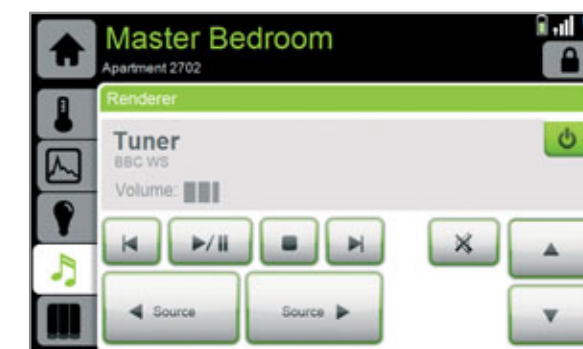 Master Bedroom
Apartment 2702
Renderer
Tuner
BBC WS
Volume:
Source
Source